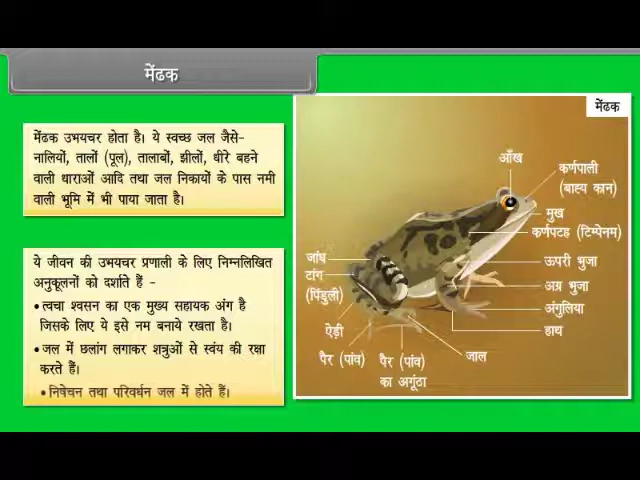 मेंढक
मेंढक उभयचर होता है। ये स्वच्छ जल जैसे-
नालियों, तालों (पूल), तालाबों, झीलों, धीरे बहने
वाली धाराओं आदि तथा जल निकायों के पास नमी
वाली भूमि में भी पाया जाता है।
ये जीवन की उभयचर प्रणाली के लिए निम्नलिखित
अनुकूलनों को दर्शाते हैं -
• त्वचा श्वसन का एक मुख्य सहायक अंग है
जिसके लिए ये इसे नम बनाये रखता है।
• जल में छलांग लगाकर शत्रुओं से स्वंय की रक्षा
करते हैं।
• निषेचन तथा परिवर्धन जल में होते हैं।
मेंढक
आँख
कर्णपाली
(बाह्य कान)
मुख
कर्णपटह (टिम्पेनम)
ऊपरी भुजा
अग्र भुजा
अंगुलिया
हाथ
जांघ
टांग
(पिंडुली)
ऐड़ी
पैर (पांव)
पैर (पांव)
का अगूंठा
जाल